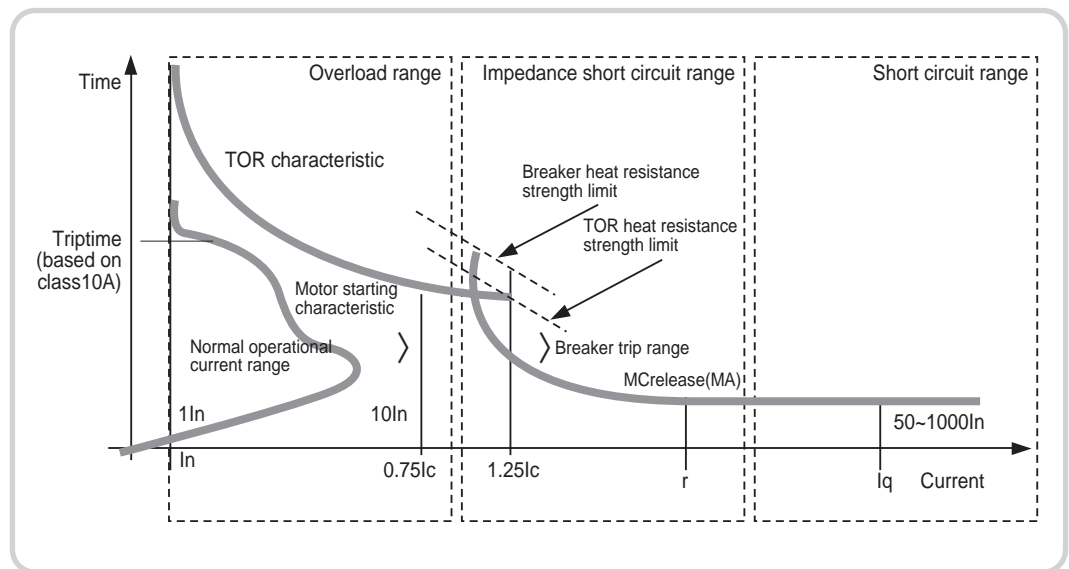 Time
Overload range
Impedance short circuit range
Short circuit range
TOR characteristic
Breaker heat resistance
strength limit
TOR heat resistance
strength limit
Triptime
(based on
class10A)
Motor starting
characteristic
Normal operational
current range
Breaker trip range
MCrelease(MA)
1In
10In
50~1000In
In
0.75Ic
1.25Ic
r
Iq
Current